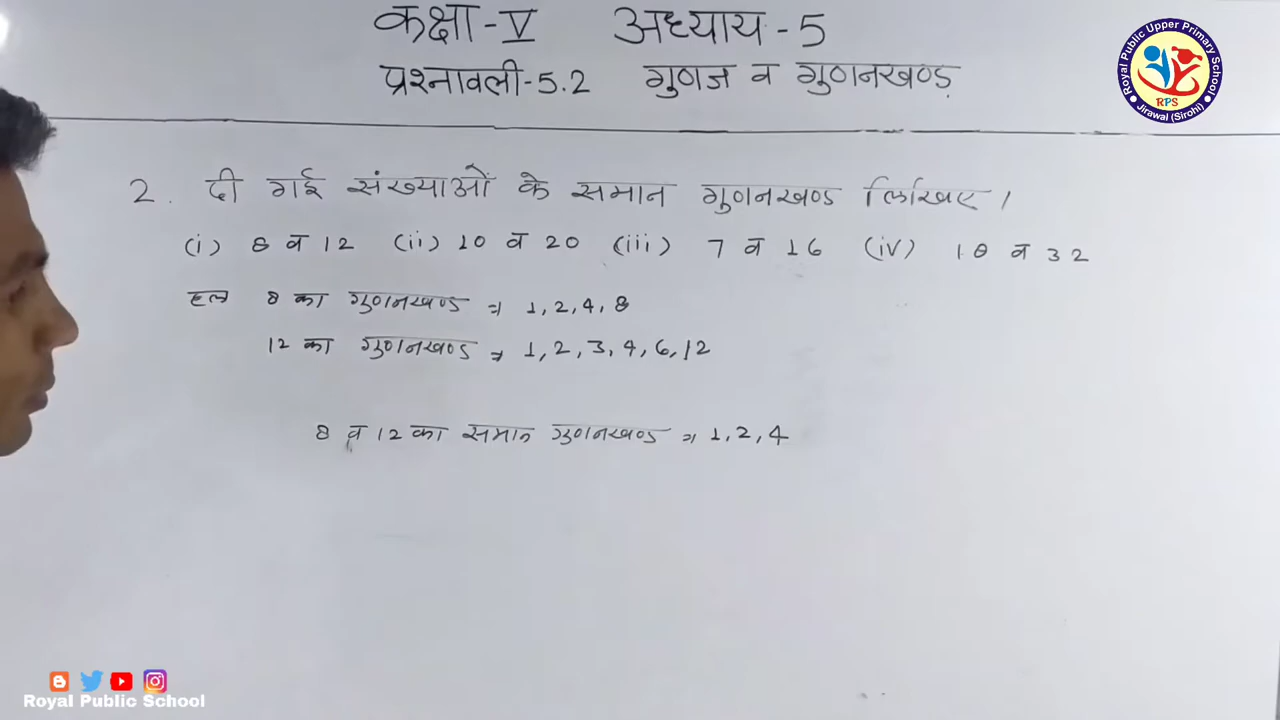 कक्षा-V अध्याय-5
प्रश्नावली-5.2 गुणज व गुणनखण्ड़
Royal Public Upper Primary School
RPS
Jirawal (Sirohi)
2. दी गई संख्याओं के समान गुणनखण्ड लिखिए।
(i) 8 व 12 (ii) 10 व 20 (iii) 7 व 16 (iv) 18 व 32
हल 8 का गुणनखण्ड ⇒ 1, 2, 4, 8
12 का गुणनखण्ड ⇒ 1, 2, 3, 4, 6, 12
8 व 12 का समान गुणनखण्ड ⇒ 1, 2, 4
Royal Public School